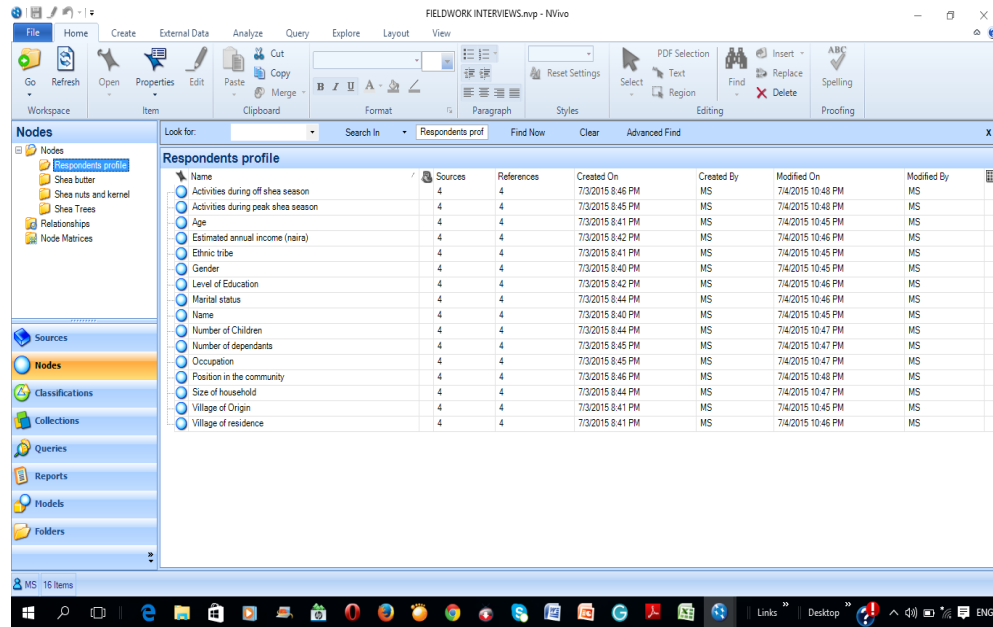 FIELDWORK INTERVIEWS.nvp - NVivo
File Home Create External Data Analyze Query Explore Layout View
Go Refresh Open Properties Edit Paste Cut Copy Merge B I U A Reset Settings Select PDF Selection Text Region Find Insert Replace Delete ABC Spelling
Workspace Item Clipboard Format Paragraph Styles Editing Proofing
Nodes Look for: Search In Respondents prof Find Now Clear Advanced Find x
Nodes
Respondents profile
Shea butter
Shea nuts and kernel
Shea Trees
Relationships
Node Matrices
Sources
Nodes
Classifications
Collections
Queries
Reports
Models
Folders
Respondents profile
Name Sources References Created On Created By Modified On Modified By
Activities during off shea season 4 4 7/3/2015 8:46 PM MS 7/4/2015 10:48 PM MS
Activities during peak shea season 4 4 7/3/2015 8:45 PM MS 7/4/2015 10:48 PM MS
Age 4 4 7/3/2015 8:41 PM MS 7/4/2015 10:45 PM MS
Estimated annual income (naira) 4 4 7/3/2015 8:42 PM MS 7/4/2015 10:46 PM MS
Ethnic tribe 4 4 7/3/2015 8:41 PM MS 7/4/2015 10:45 PM MS
Gender 4 4 7/3/2015 8:40 PM MS 7/4/2015 10:45 PM MS
Level of Education 4 4 7/3/2015 8:42 PM MS 7/4/2015 10:46 PM MS
Marital status 4 4 7/3/2015 8:44 PM MS 7/4/2015 10:46 PM MS
Name 4 4 7/3/2015 8:40 PM MS 7/4/2015 10:45 PM MS
Number of Children 4 4 7/3/2015 8:44 PM MS 7/4/2015 10:47 PM MS
Number of dependants 4 4 7/3/2015 8:45 PM MS 7/4/2015 10:47 PM MS
Occupation 4 4 7/3/2015 8:45 PM MS 7/4/2015 10:47 PM MS
Position in the community 4 4 7/3/2015 8:46 PM MS 7/4/2015 10:48 PM MS
Size of household 4 4 7/3/2015 8:44 PM MS 7/4/2015 10:47 PM MS
Village of Origin 4 4 7/3/2015 8:41 PM MS 7/4/2015 10:45 PM MS
Village of residence 4 4 7/3/2015 8:41 PM MS 7/4/2015 10:46 PM MS
MS 16 Items
Links Desktop ENG